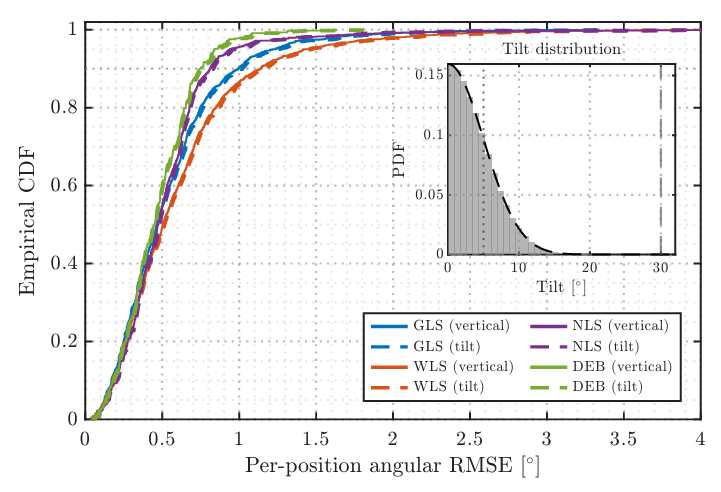 Tilt distribution
PDF
0.15
0.1
0.05
0
0
10
20
30
Tilt [°]
Empirical CDF
1
0.8
0.6
0.4
0.2
0
GLS (vertical)
GLS (tilt)
WLS (vertical)
WLS (tilt)
NLS (vertical)
NLS (tilt)
DEB (vertical)
DEB (tilt)
0
0.5
1
1.5
2
2.5
3
3.5
4
Per-position angular RMSE [°]